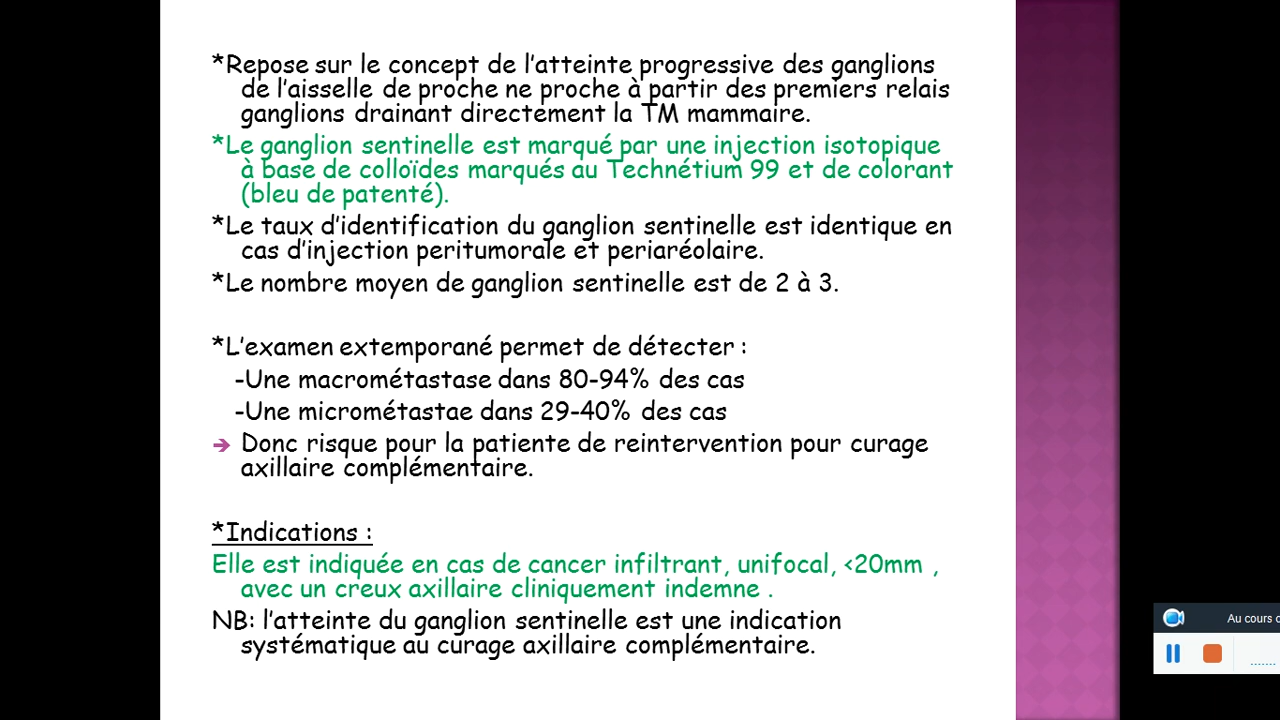 *Repose sur le concept de l'atteinte progressive des ganglions
de l'aisselle de proche ne proche à partir des premiers relais
ganglions drainant directement la TM mammaire.
*Le ganglion sentinelle est marqué par une injection isotopique
à base de colloïdes marqués au Technétium 99 et de colorant
(bleu de patenté).
*Le taux d'identification du ganglion sentinelle est identique en
cas d'injection peritumorale et periaréolaire.
*Le nombre moyen de ganglion sentinelle est de 2 à 3.
*L'examen extemporané permet de détecter :
-Une macrométastase dans 80-94% des cas
-Une micrométastae dans 29-40% des cas
➔ Donc risque pour la patiente de reintervention pour curage
axillaire complémentaire.
*Indications :
Elle est indiquée en cas de cancer infiltrant, unifocal, <20mm ,
avec un creux axillaire cliniquement indemne .
NB: l'atteinte du ganglion sentinelle est une indication
systématique au curage axillaire complémentaire.
Au cours